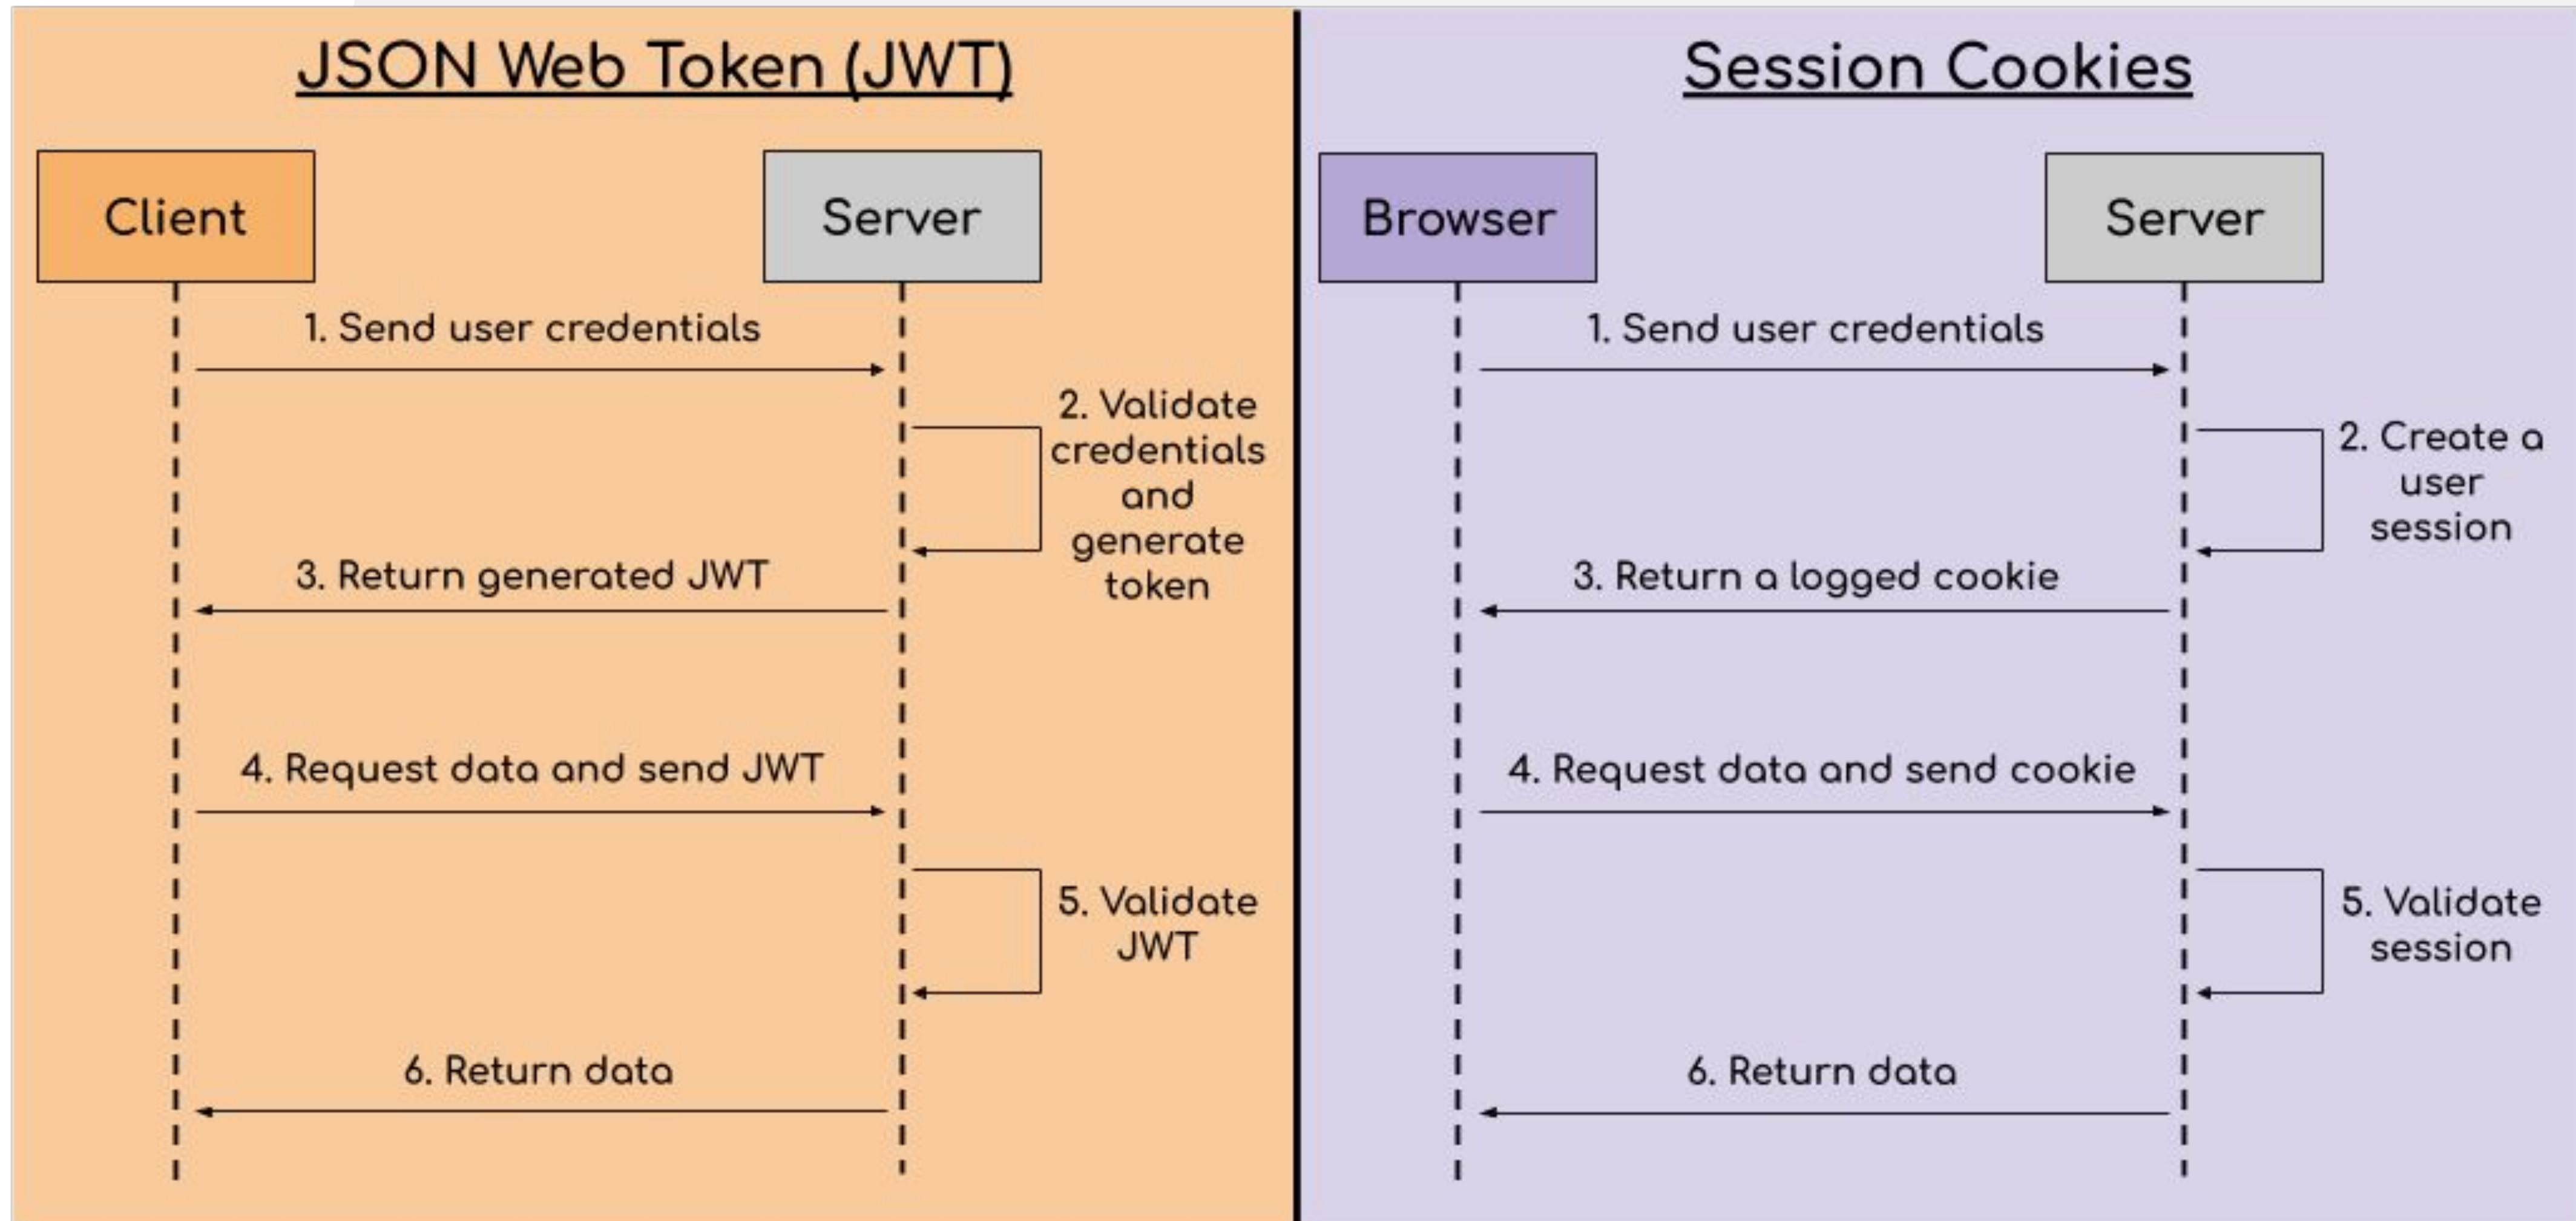 JSON Web Token (JWT)
Client
Server
1. Send user credentials
2. Validate
credentials
and
generate
token
3. Return generated JWT
4. Request data and send JWT
5. Validate
JWT
6. Return data
Session Cookies
Browser
Server
1. Send user credentials
2. Create a
user
session
3. Return a logged cookie
4. Request data and send cookie
5. Validate
session
6. Return data